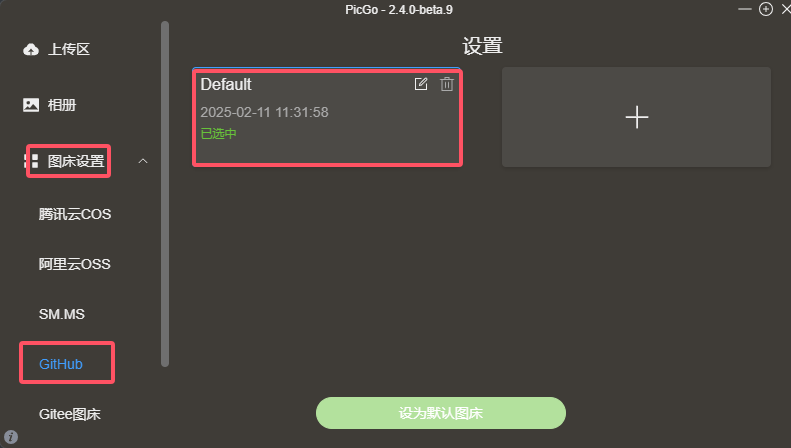 PicGo - 2.4.0-beta.9
上传区
相册
图床设置
腾讯云COS
阿里云OSS
SM.MS
GitHub
Gitee图床
设置
Default
2025-02-11 11:31:58
已选中
设为默认图床